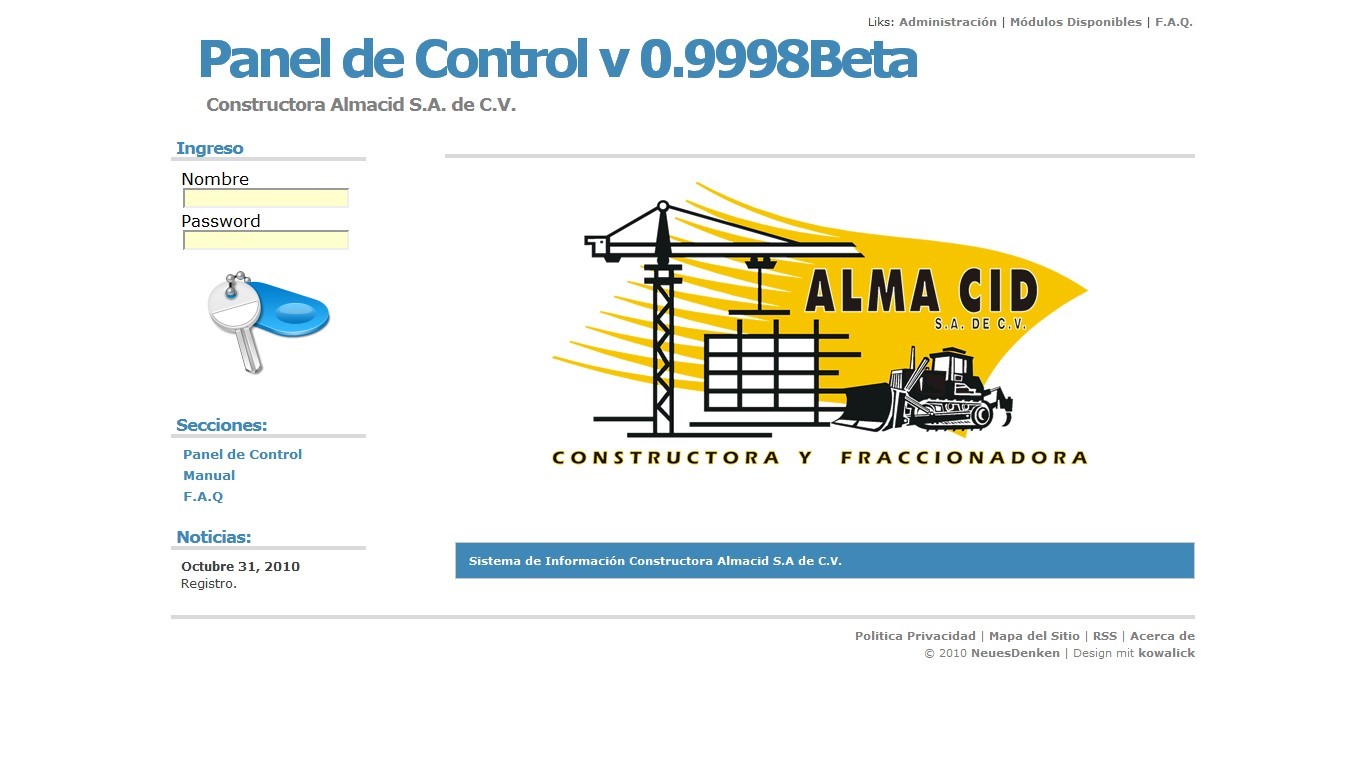 Liks: Administración | Módulos Disponibles | F.A.Q.
Panel de Control v 0.9998Beta
Constructora Almacid S.A. de C.V.
Ingreso
Nombre
Password
Secciones:
Panel de Control
Manual
F.A.Q
Noticias:
Octubre 31, 2010
Registro.
ALMA CID
S.A. DE C.V.
CONSTRUCTORA Y FRACCIONADORA
Sistema de Información Constructora Almacid S.A de C.V.
Politica Privacidad | Mapa del Sitio | RSS | Acerca de
© 2010 NeuesDenken | Design mit kowalick